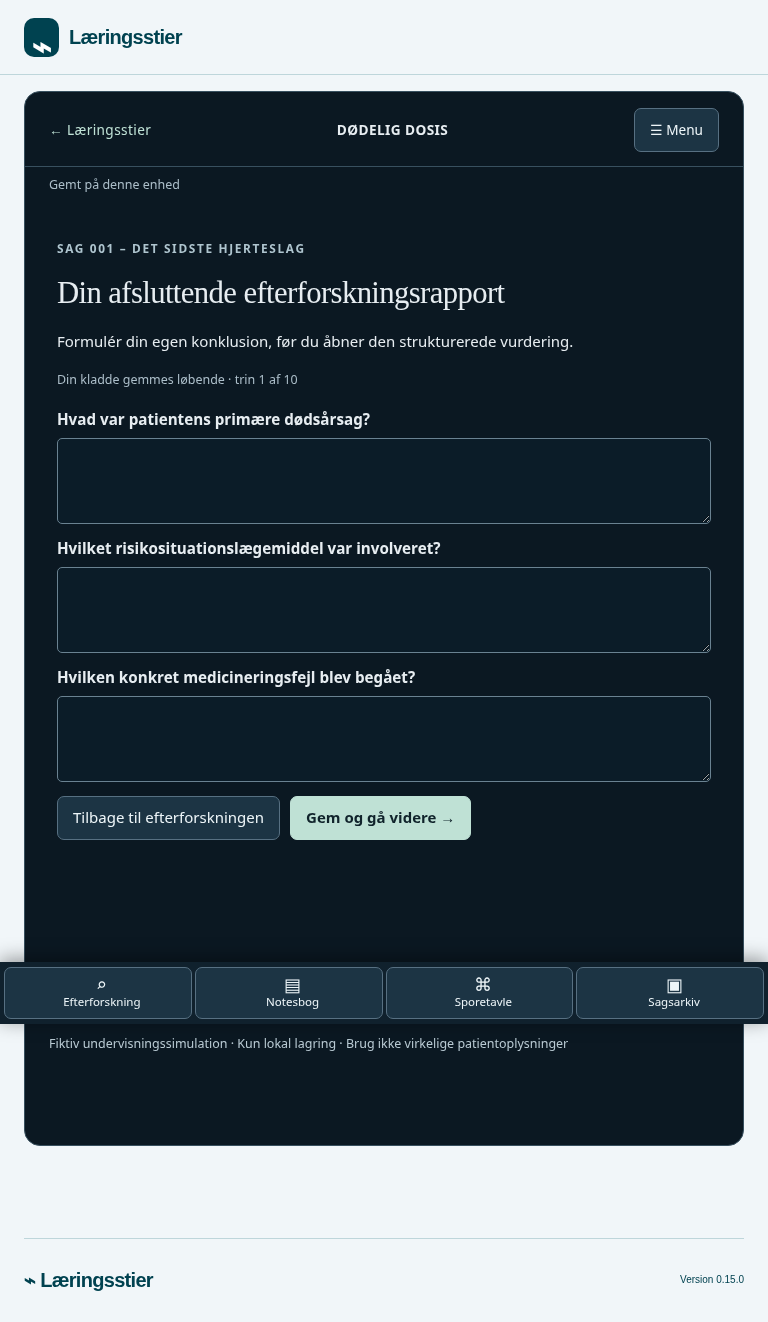 Læringsstier
← Læringsstier
DØDELIG DOSIS
☰ Menu
Gemt på denne enhed
SAG 001 – DET SIDSTE HJERTESLAG
Din afsluttende efterforskningsrapport
Formulér din egen konklusion, før du åbner den strukturerede vurdering.
Din kladde gemmes løbende · trin 1 af 10
Hvad var patientens primære dødsårsag?
Hvilket risikosituationslægemiddel var involveret?
Hvilken konkret medicineringsfejl blev begået?
Tilbage til efterforskningen
Gem og gå videre →
Efterforskning
Notesbog
Sporetavle
Sagsarkiv
Fiktiv undervisningssimulation · Kun lokal lagring · Brug ikke virkelige patientoplysninger
Læringsstier
Version 0.15.0